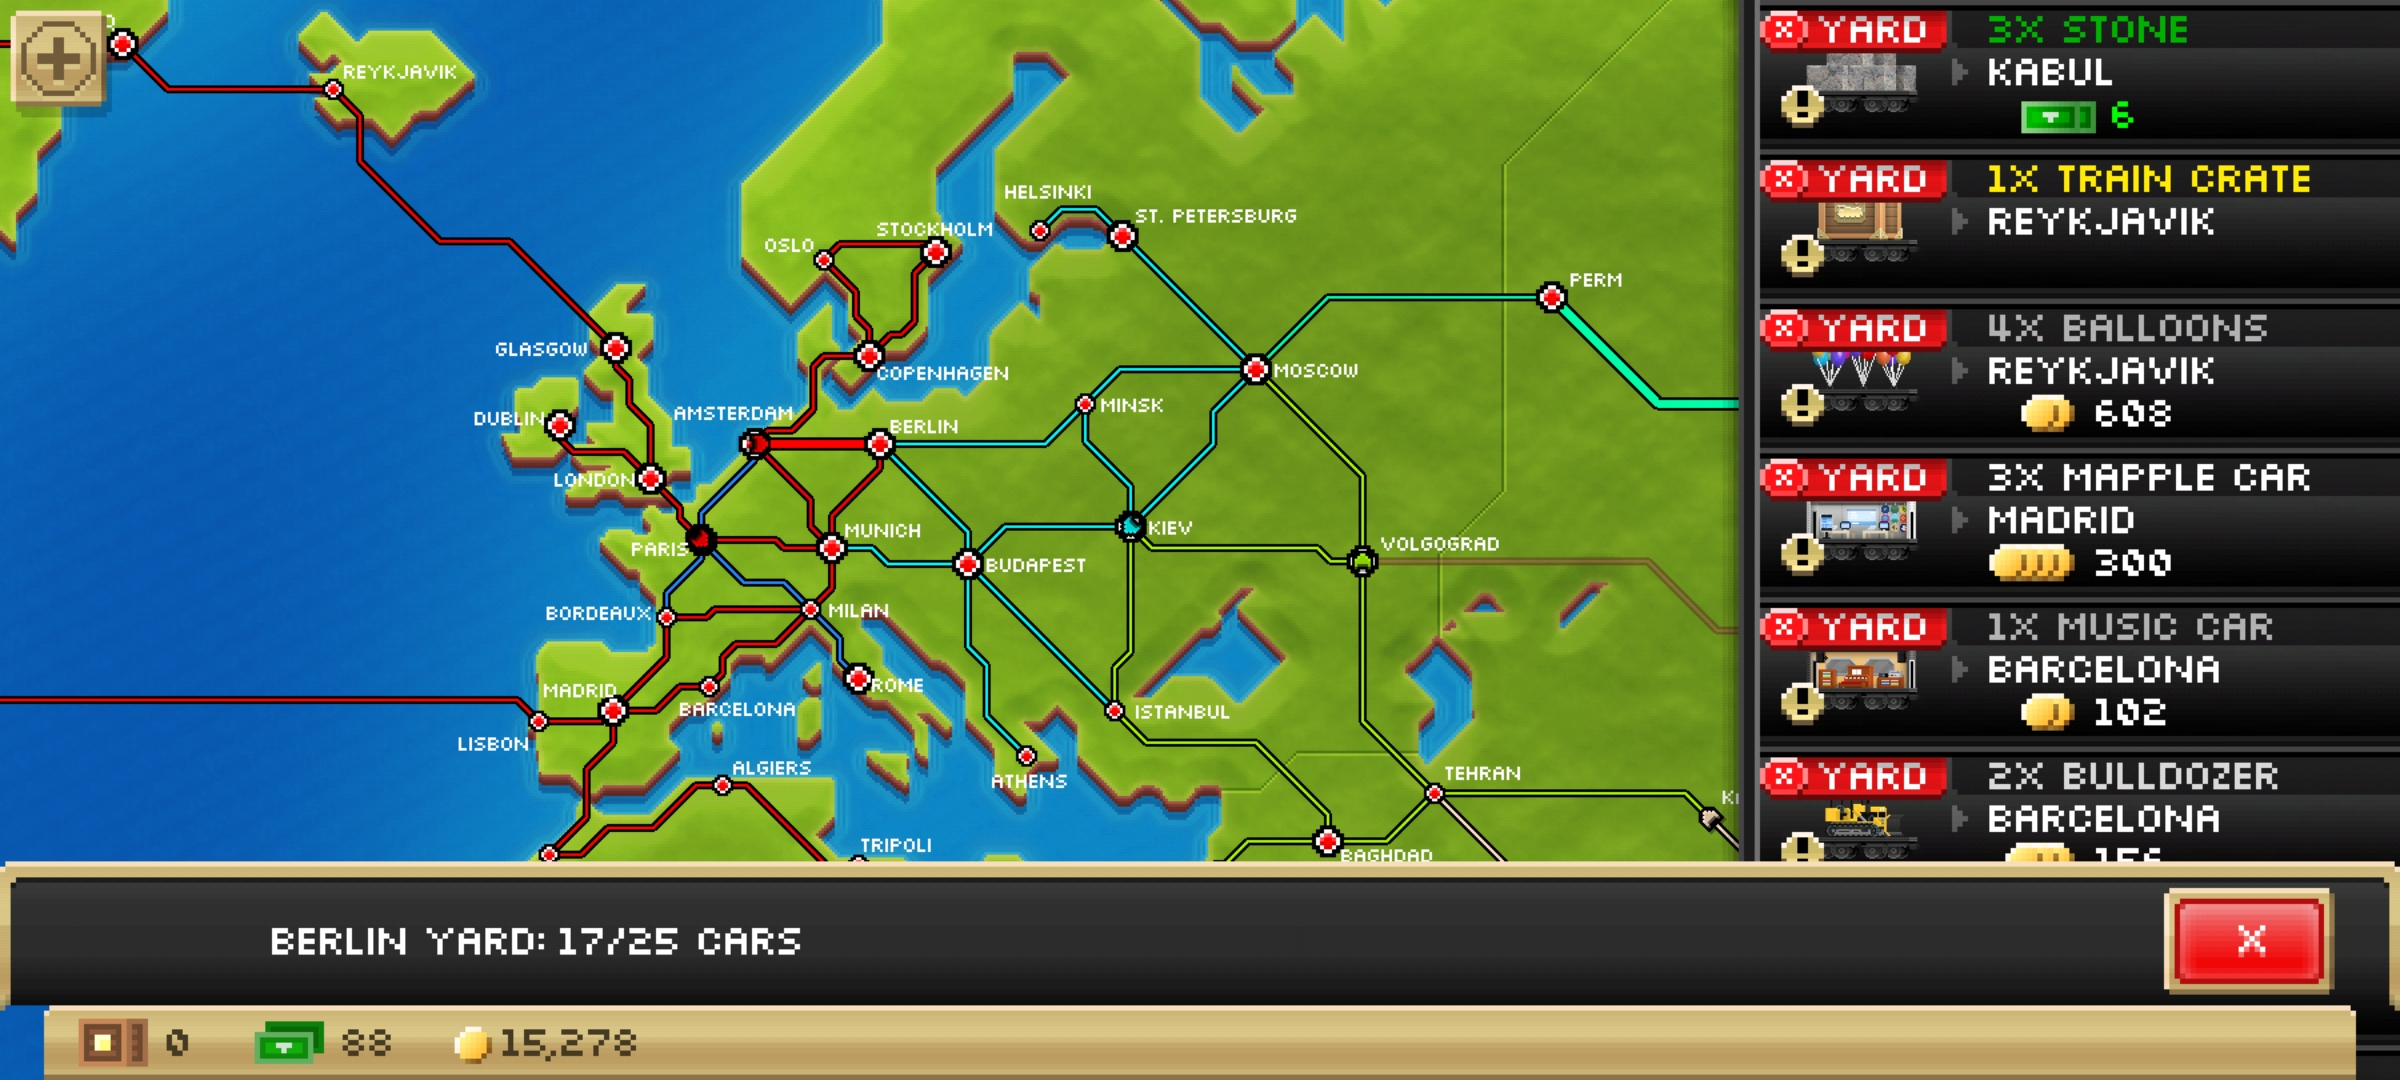 REYKJAVIK
HELSINKI
ST. PETERSBURG
STOCKHOLM
OSLO
PERM
GLASGOW
COPENHAGEN
MOSCOW
DUBLIN
AMSTERDAM
BERLIN
MINSK
LONDON
MUNICH
KIEV
VOLGOGRAD
PARIS
BUDAPEST
BORDEAUX
MILAN
MADRID
ROME
BARCELONA
ISTANBUL
LISBON
ALGIERS
ATHENS
TEHRAN
TRIPOLI
BAGHDAD
YARD 3X STONE
KABUL
6
YARD 1X TRAIN CRATE
REYKJAVIK
YARD 4X BALLOONS
REYKJAVIK
608
YARD 3X MAPPLE CAR
MADRID
300
YARD 1X MUSIC CAR
BARCELONA
102
YARD 2X BULLDOZER
BARCELONA
156
BERLIN YARD: 17/25 CARS
X
0 88 15,278